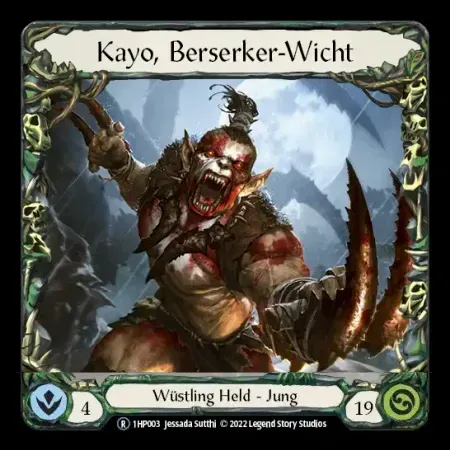 Kayo, Berserker-Wicht
4
Wüstling Held - Jung
19
R 1HP003 Jessada Sutthi © 2022 Legend Story Studios